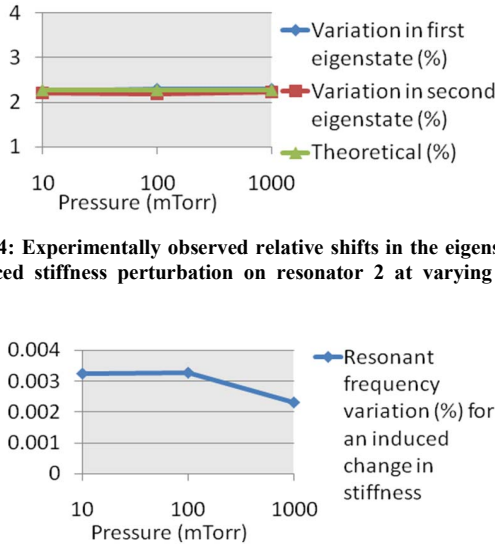 4
3
2
1
10 100 1000
Pressure (mTorr)
Variation in first
eigenstate (%)
Variation in second
eigenstate (%)
Theoretical (%)
4: Experimentally observed relative shifts in the
stiffness perturbation on resonator 2 at varying
0.004
0.003
0.002
0.001
0
10 100 1000
Pressure (mTorr)
Resonant
frequency
variation (%) for
an induced
change in
stiffness